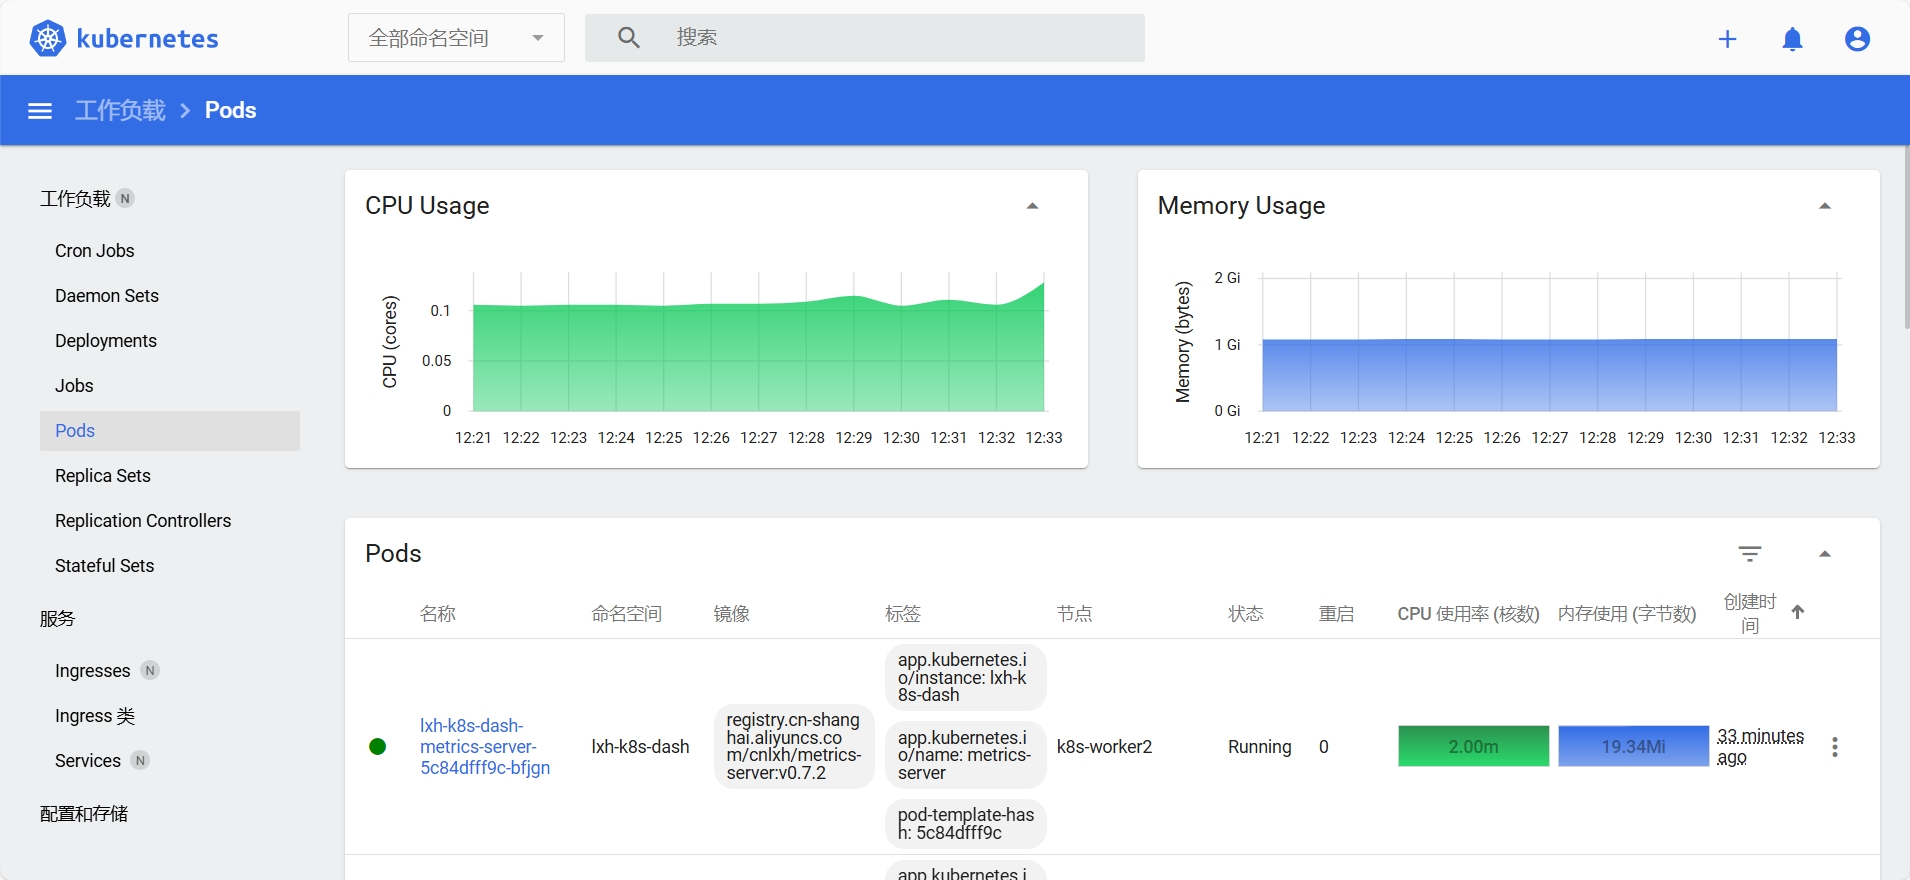 kubernetes
全部命名空间
搜索
工作负载
Pods
工作负载 N
Cron Jobs
Daemon Sets
Deployments
Jobs
Pods
Replica Sets
Replication Controllers
Stateful Sets
服务
Ingresses N
Ingress 类
Services N
配置和存储
CPU Usage
CPU (cores)
0.1
0.05
0
12:21 12:22 12:23 12:24 12:25 12:26 12:27 12:28 12:29 12:30 12:31 12:32 12:33
Memory Usage
Memory (bytes)
2 Gi
1 Gi
0 Gi
12:21 12:22 12:23 12:24 12:25 12:26 12:27 12:28 12:29 12:30 12:31 12:32 12:33
Pods
名称
命名空间
镜像
标签
节点
状态
重启
CPU 使用率 (核数)
内存使用 (字节数)
创建时
间
lxh-k8s-dash-
metrics-server-
5c84dfff9c-bfjgn
lxh-k8s-dash
registry.cn-shang
hai.aliyuncs.co
m/cnlxh/metrics-
server:v0.7.2
app.kubernetes.i
o/instance: lxh-k
8s-dash
app.kubernetes.i
o/name: metrics-
server
pod-template-has
h: 5c84dfff9c
k8s-worker2
Running
0
2.00m
19.34Mi
33 minutes
ago
app.kubernetes.i